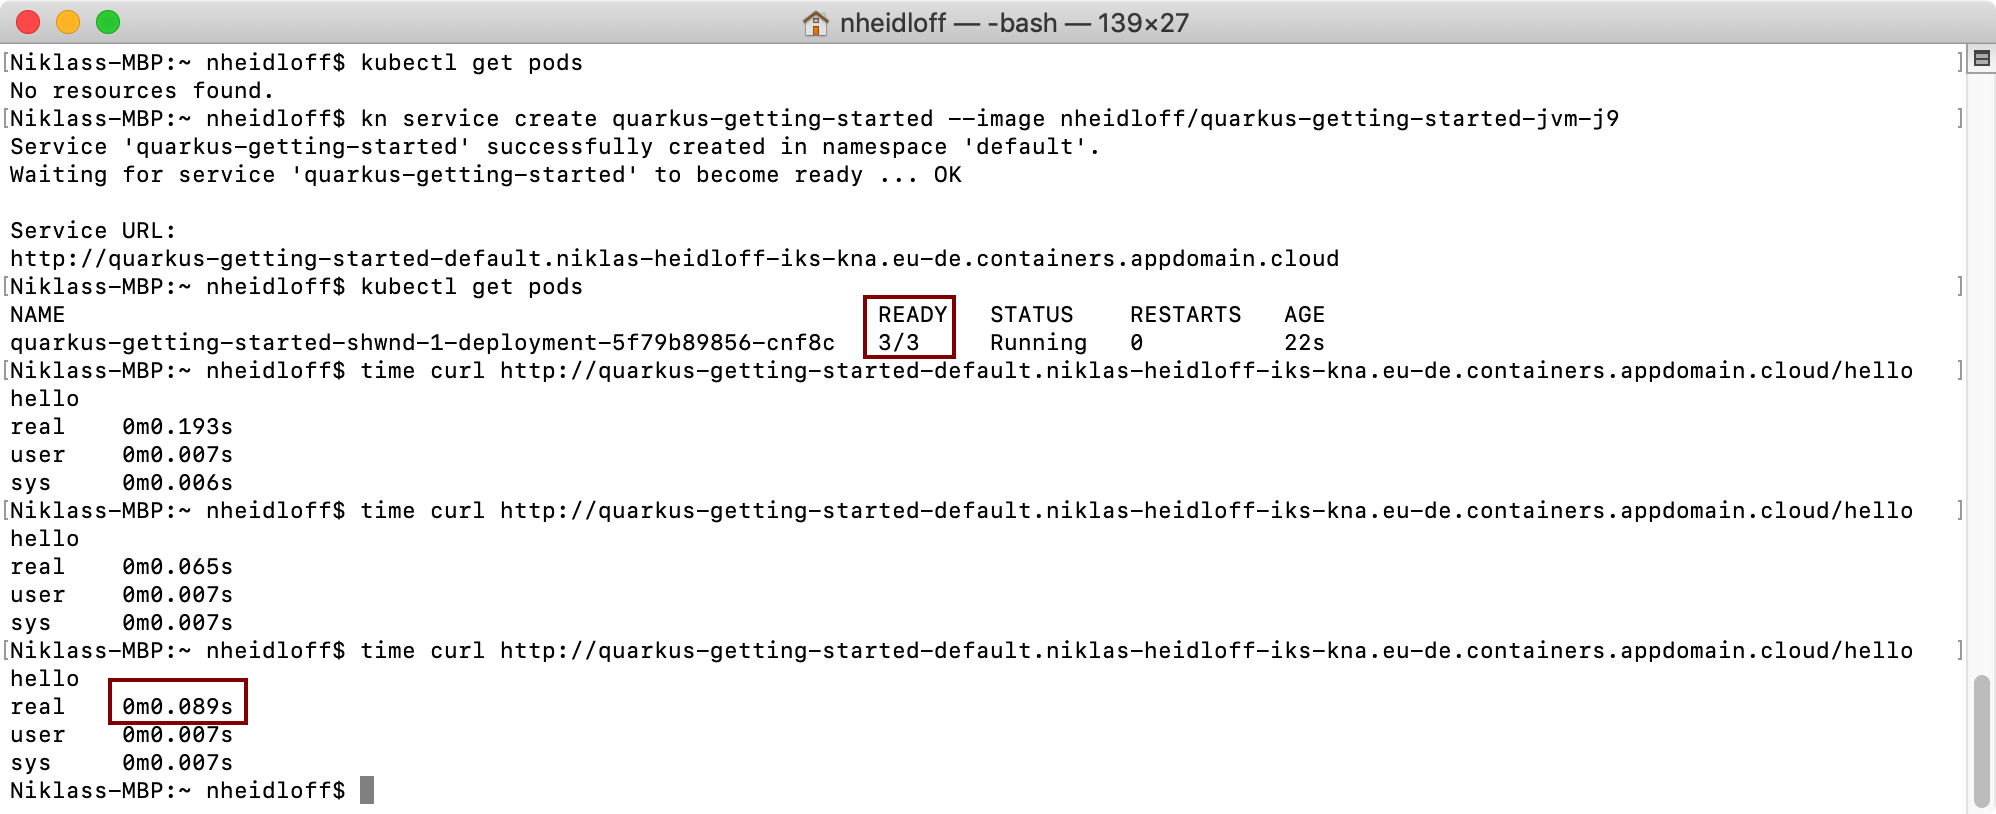 nheidloff — -bash — 139×27
[Niklass-MBP:~ nheidloff$ kubectl get pods ]
No resources found.
[Niklass-MBP:~ nheidloff$ kn service create quarkus-getting-started --image nheidloff/quarkus-getting-started-jvm-j9 ]
Service 'quarkus-getting-started' successfully created in namespace 'default'.
Waiting for service 'quarkus-getting-started' to become ready ... OK
Service URL:
http://quarkus-getting-started-default.niklas-heidloff-iks-kna.eu-de.containers.appdomain.cloud
[Niklass-MBP:~ nheidloff$ kubectl get pods ]
NAME READY STATUS RESTARTS AGE
quarkus-getting-started-shwnd-1-deployment-5f79b89856-cnf8c 3/3 Running 0 22s
[Niklass-MBP:~ nheidloff$ time curl http://quarkus-getting-started-default.niklas-heidloff-iks-kna.eu-de.containers.appdomain.cloud/hello ]
hello
real 0m0.193s
user 0m0.007s
sys 0m0.006s
[Niklass-MBP:~ nheidloff$ time curl http://quarkus-getting-started-default.niklas-heidloff-iks-kna.eu-de.containers.appdomain.cloud/hello ]
hello
real 0m0.065s
user 0m0.007s
sys 0m0.007s
[Niklass-MBP:~ nheidloff$ time curl http://quarkus-getting-started-default.niklas-heidloff-iks-kna.eu-de.containers.appdomain.cloud/hello ]
hello
real 0m0.089s
user 0m0.007s
sys 0m0.007s
Niklass-MBP:~ nheidloff$